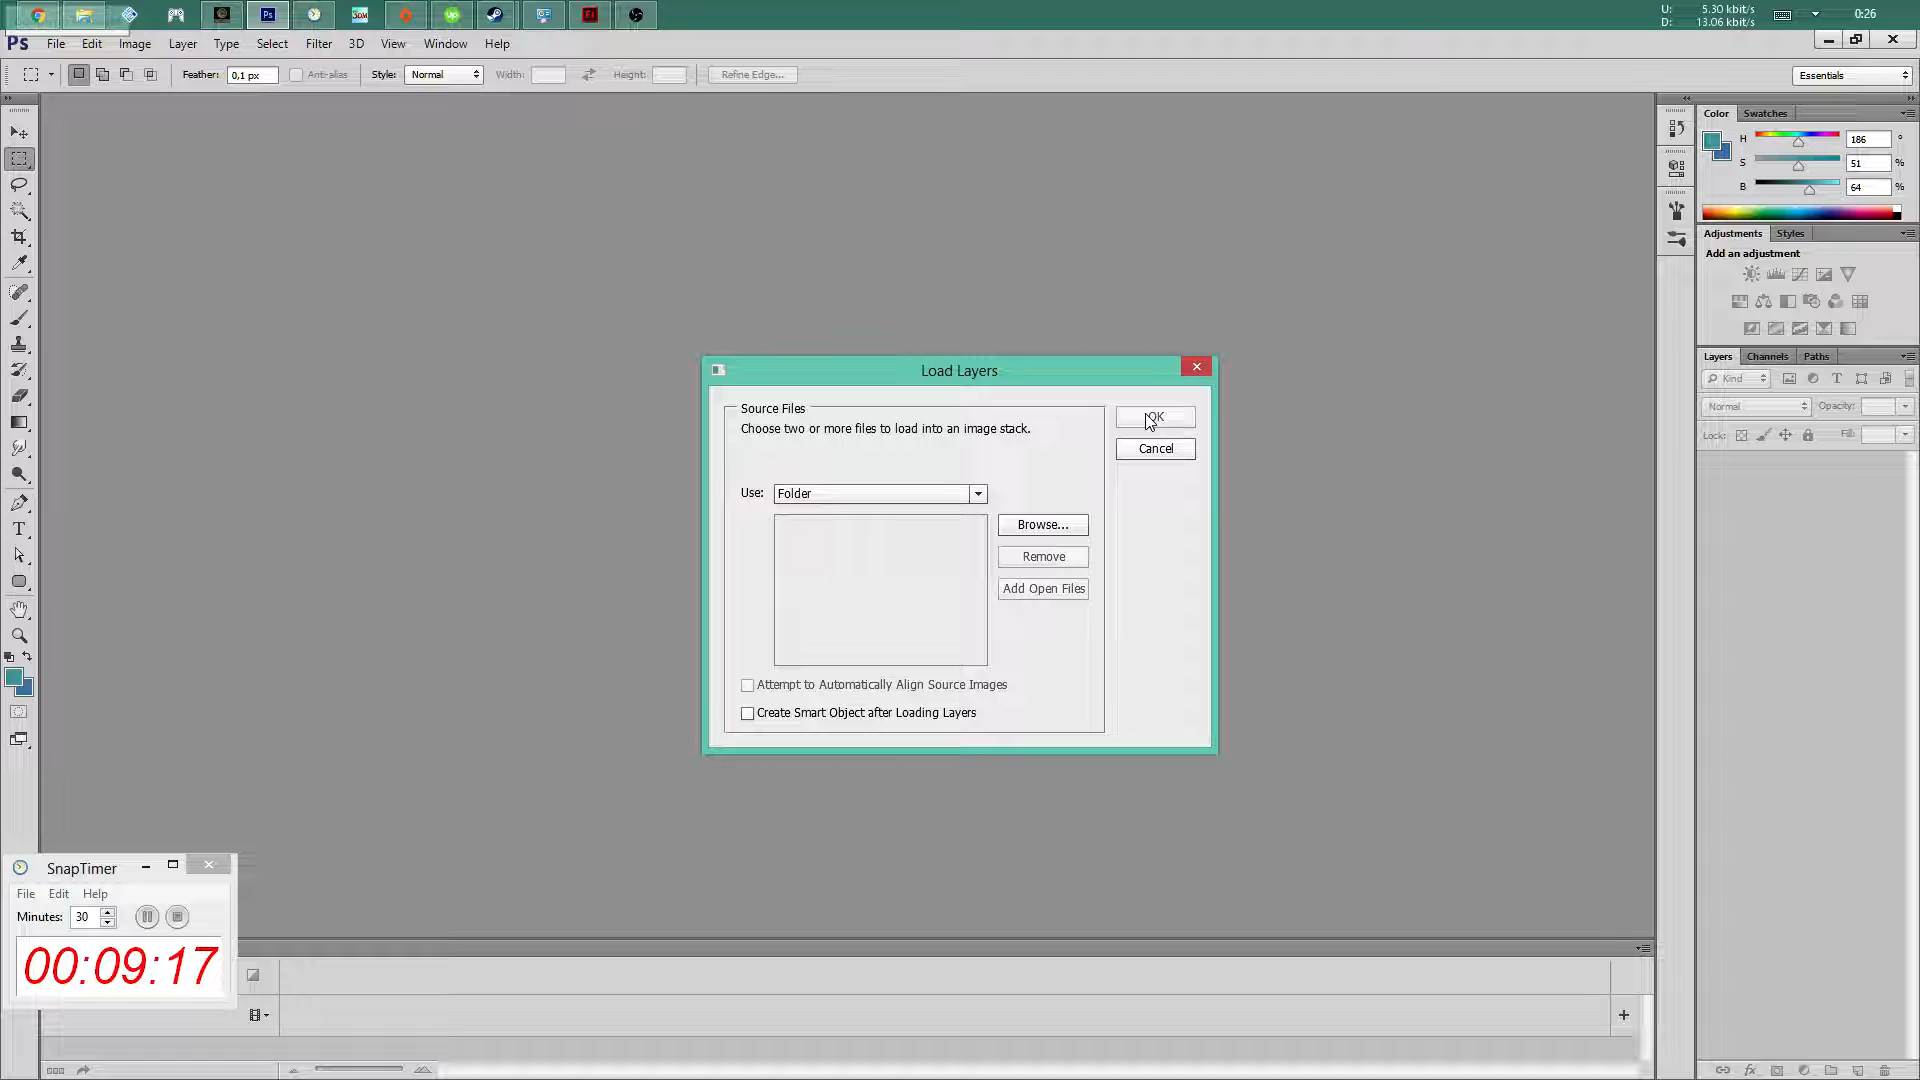 U: 5.30 kbit/s
D: 13.06 kbit/s
0:26
Ps File Edit Image Layer Type Select Filter 3D View Window Help
Feather: 0,1 px Anti-alias Style: Normal Width: Height: Refine Edge... Essentials
Color Swatches
H 186 °
S 51 %
B 64 %
Adjustments Styles
Add an adjustment
Layers Channels Paths
Kind
Normal Opacity:
Lock: Fill:
Load Layers
Source Files
Choose two or more files to load into an image stack.
OK
Cancel
Use: Folder
Browse...
Remove
Add Open Files
Attempt to Automatically Align Source Images
Create Smart Object after Loading Layers
SnapTimer
File Edit Help
Minutes: 30
00:09:17